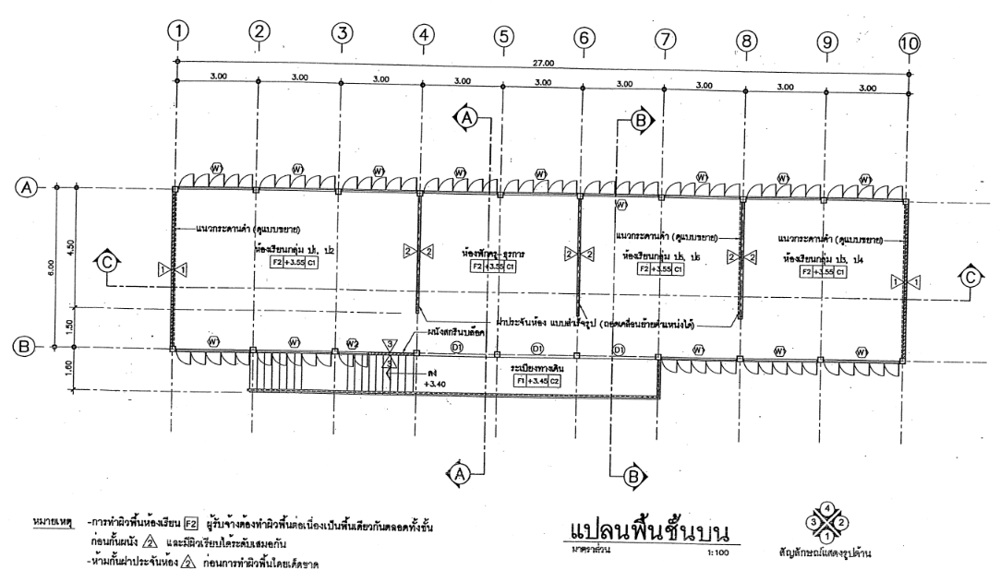 1 2 3 4 5 6 7 8 9 10
27.00
3.00 3.00 3.00 3.00 3.00 3.00 3.00 3.00 3.00
A B
W W W W W W W W W
A
W
แนวกระดานดำ (ดูแบบขยาย) แนวกระดานดำ (ดูแบบขยาย) แนวกระดานดำ (ดูแบบขยาย)
ห้องเรียนกลุ่ม ป1, ป2 ห้องพักครู-ธุรการ ห้องเรียนกลุ่ม ป5, ป6 ห้องเรียนกลุ่ม ป3, ป4
F2 +3.55 C1 F2 +3.55 C1 F2 +3.55 C1 F2 +3.55 C1
2 2 2 2 2 2
1 1 1 1
4.50
6.00
1.50
1.60
C C
ฝาประจันห้อง แบบสำเร็จรูป (ถอดเคลื่อนย้ายตำแหน่งได้)
ผนังสกรีนบล๊อค
B
W W W2 3 D1 D1 D1 W W W
3
ลง
+3.40
ระเบียงทางเดิน
F1 +3.45 C2
A B
หมายเหตุ -การทำผิวพื้นห้องเรียน F2 ผู้รับจ้างต้องทำผิวพื้นต่อเนื่องเป็นพื้นเดียวกันตลอดทั้งชั้น
ก่อนกั้นผนัง 2 และมีผิวเรียบได้ระดับเสมอกัน
-ห้ามกั้นฝาประจันห้อง 2 ก่อนการทำผิวพื้นโดยเด็ดขาด
แปลนพื้นชั้นบน
มาตราส่วน 1:100
4
3 2
1
สัญลักษณ์แสดงรูปด้าน